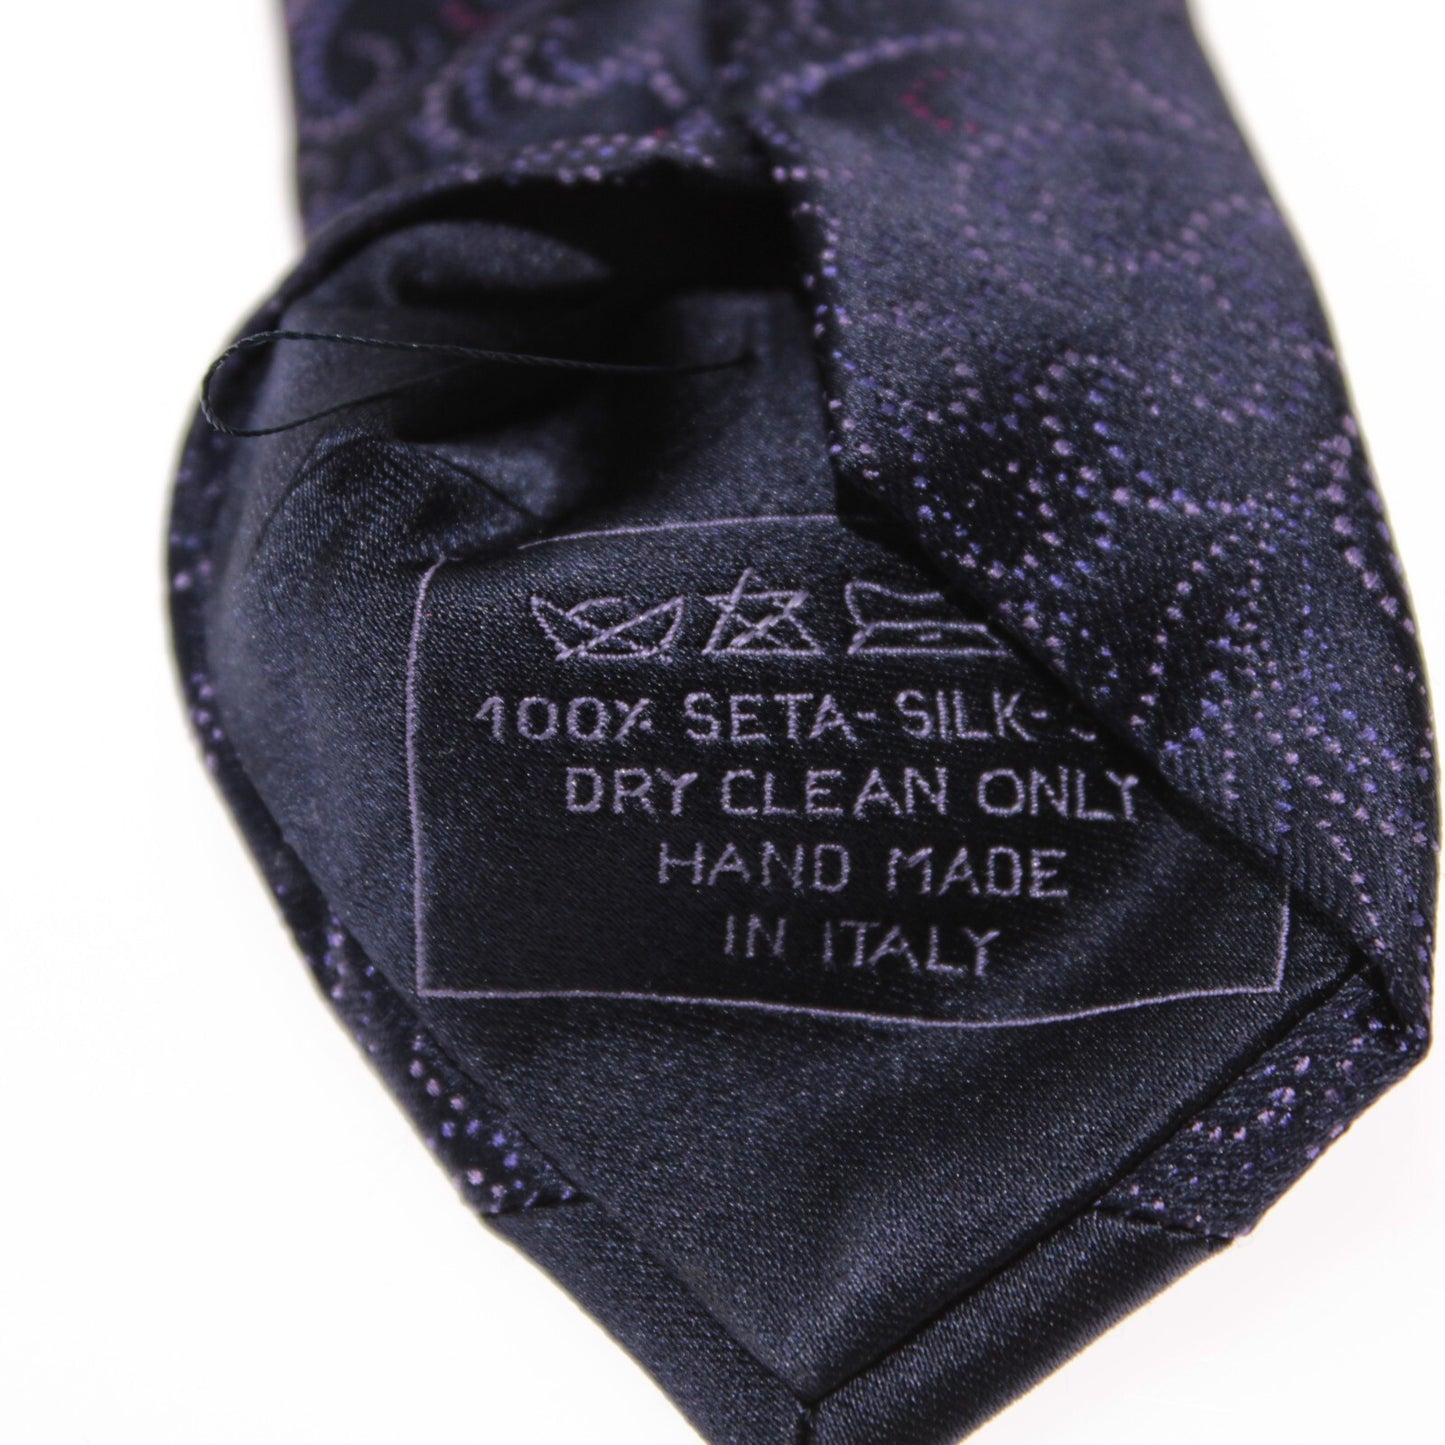 100% SETA-SILK-
DRY CLEAN ONLY
HAND MADE
IN ITALY